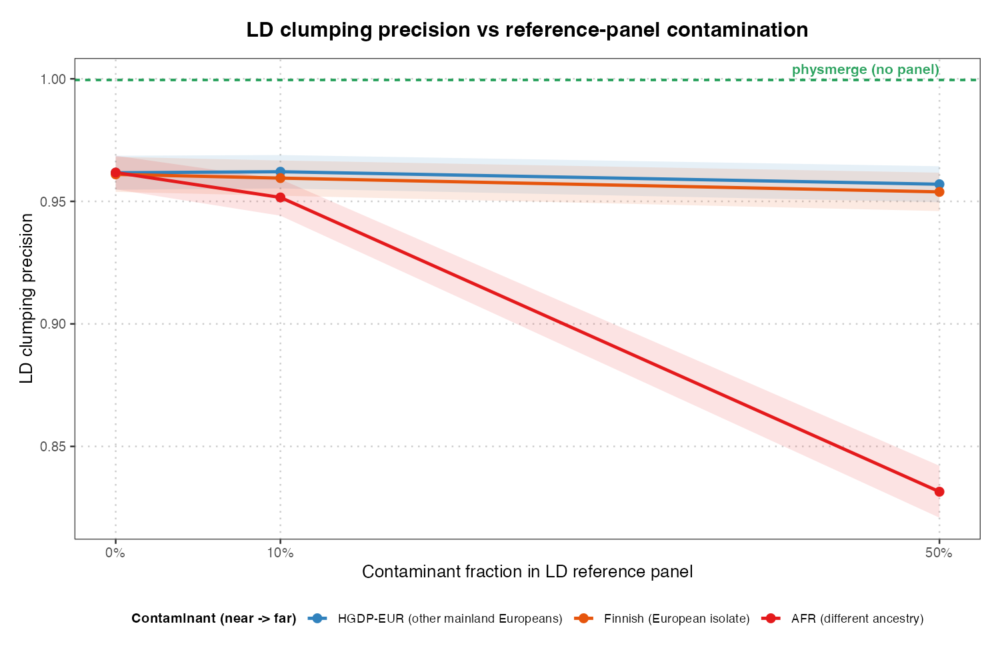 LD clumping precision vs reference-panel contamination
physmerge (no panel)
1.00
0.95
0.90
0.85
LD clumping precision
0%
10%
50%
Contaminant fraction in LD reference panel
Contaminant (near -> far)
HGDP-EUR (other mainland Europeans)
Finnish (European isolate)
AFR (different ancestry)